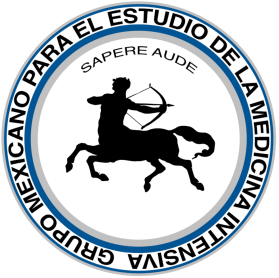 GRUPO MEXICANO PARA EL ESTUDIO DE LA MEDICINA INTENSIVA
SAPERE AUDE